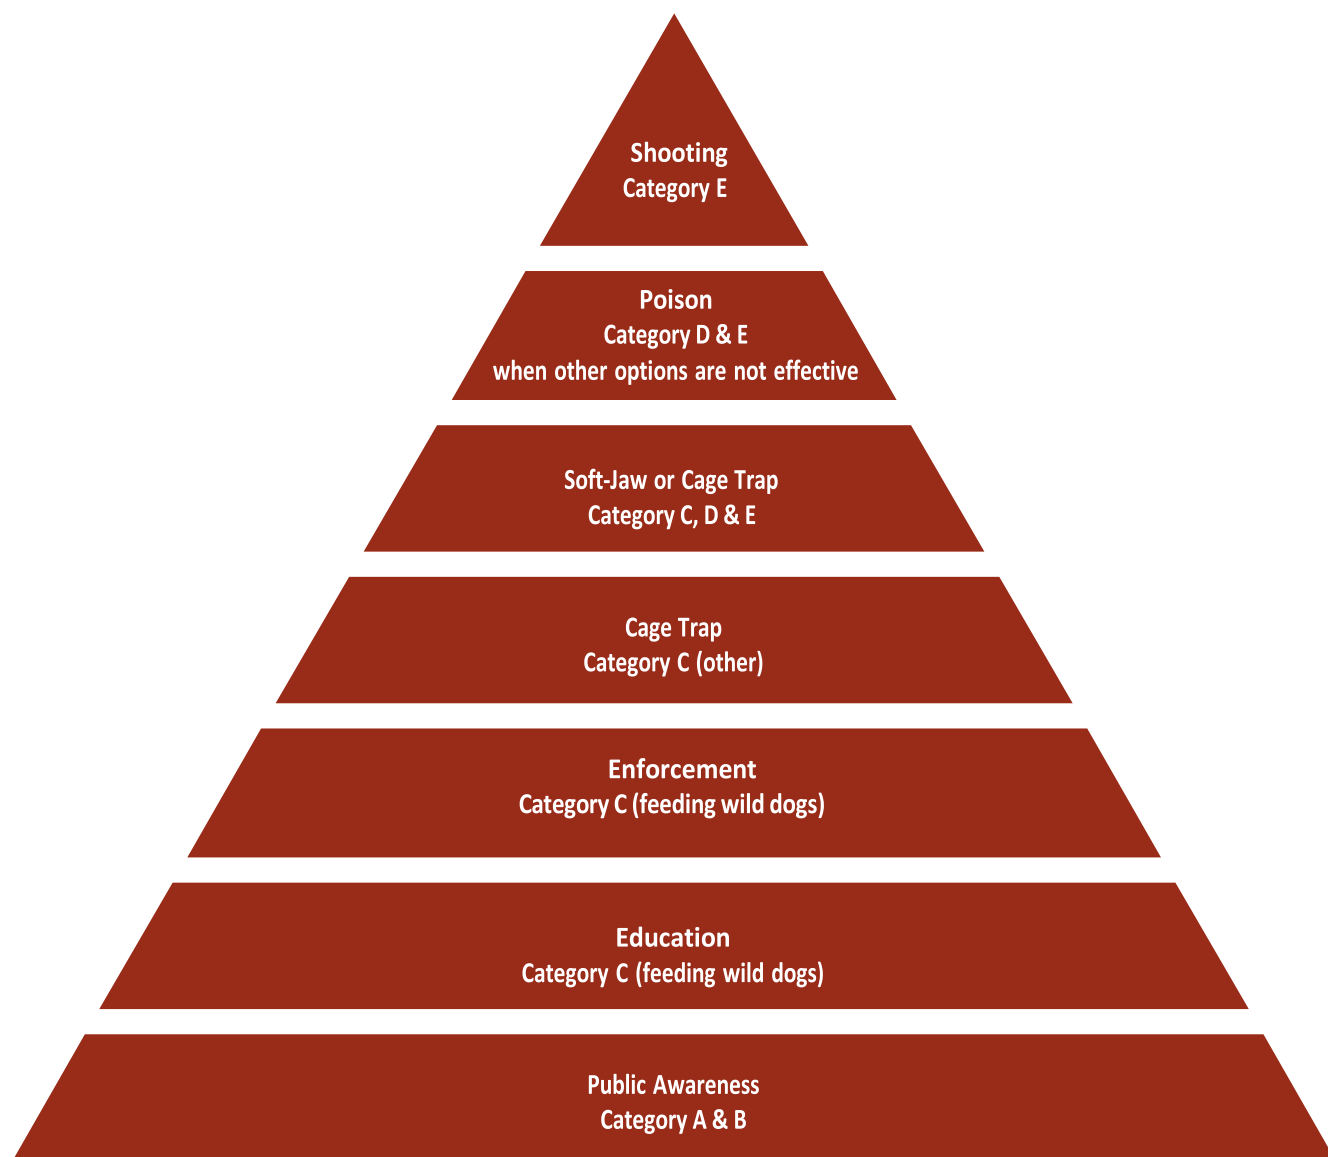 Shooting
Category E
Poison
Category D & E
when other options are not effective
Soft-Jaw or Cage Trap
Category C, D & E
Cage Trap
Category C (other)
Enforcement
Category C (feeding wild dogs)
Education
Category C (feeding wild dogs)
Public Awareness
Category A & B